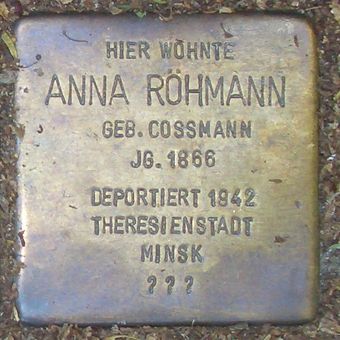 HIER WOHNTE
ANNA RÖHMANN
GEB. COSSMANN
JG. 1866
DEPORTIERT 1942
THERESIENSTADT
MINSK
? ? ?